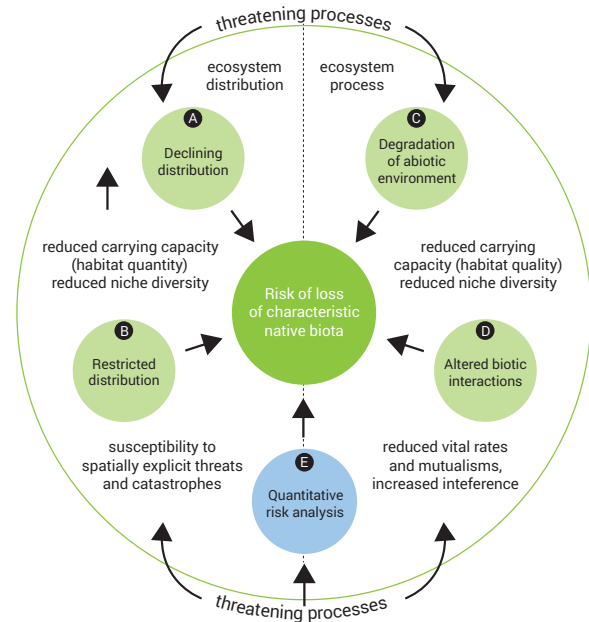 threatening processes
ecosystem
distribution
ecosystem
process
A
Declining
distribution
C
Degradation
of abiotic
environment
reduced carrying capacity
(habitat quantity)
reduced niche diversity
reduced carrying
capacity (habitat quality)
reduced niche diversity
Risk of loss
of characteristic
native biota
B
Restricted
distribution
D
Altered biotic
interactions
susceptibility to
spatially explicit threats
and catastrophes
E
Quantitative
risk analysis
reduced vital rates
and mutualisms,
increased inteference
threatening processes